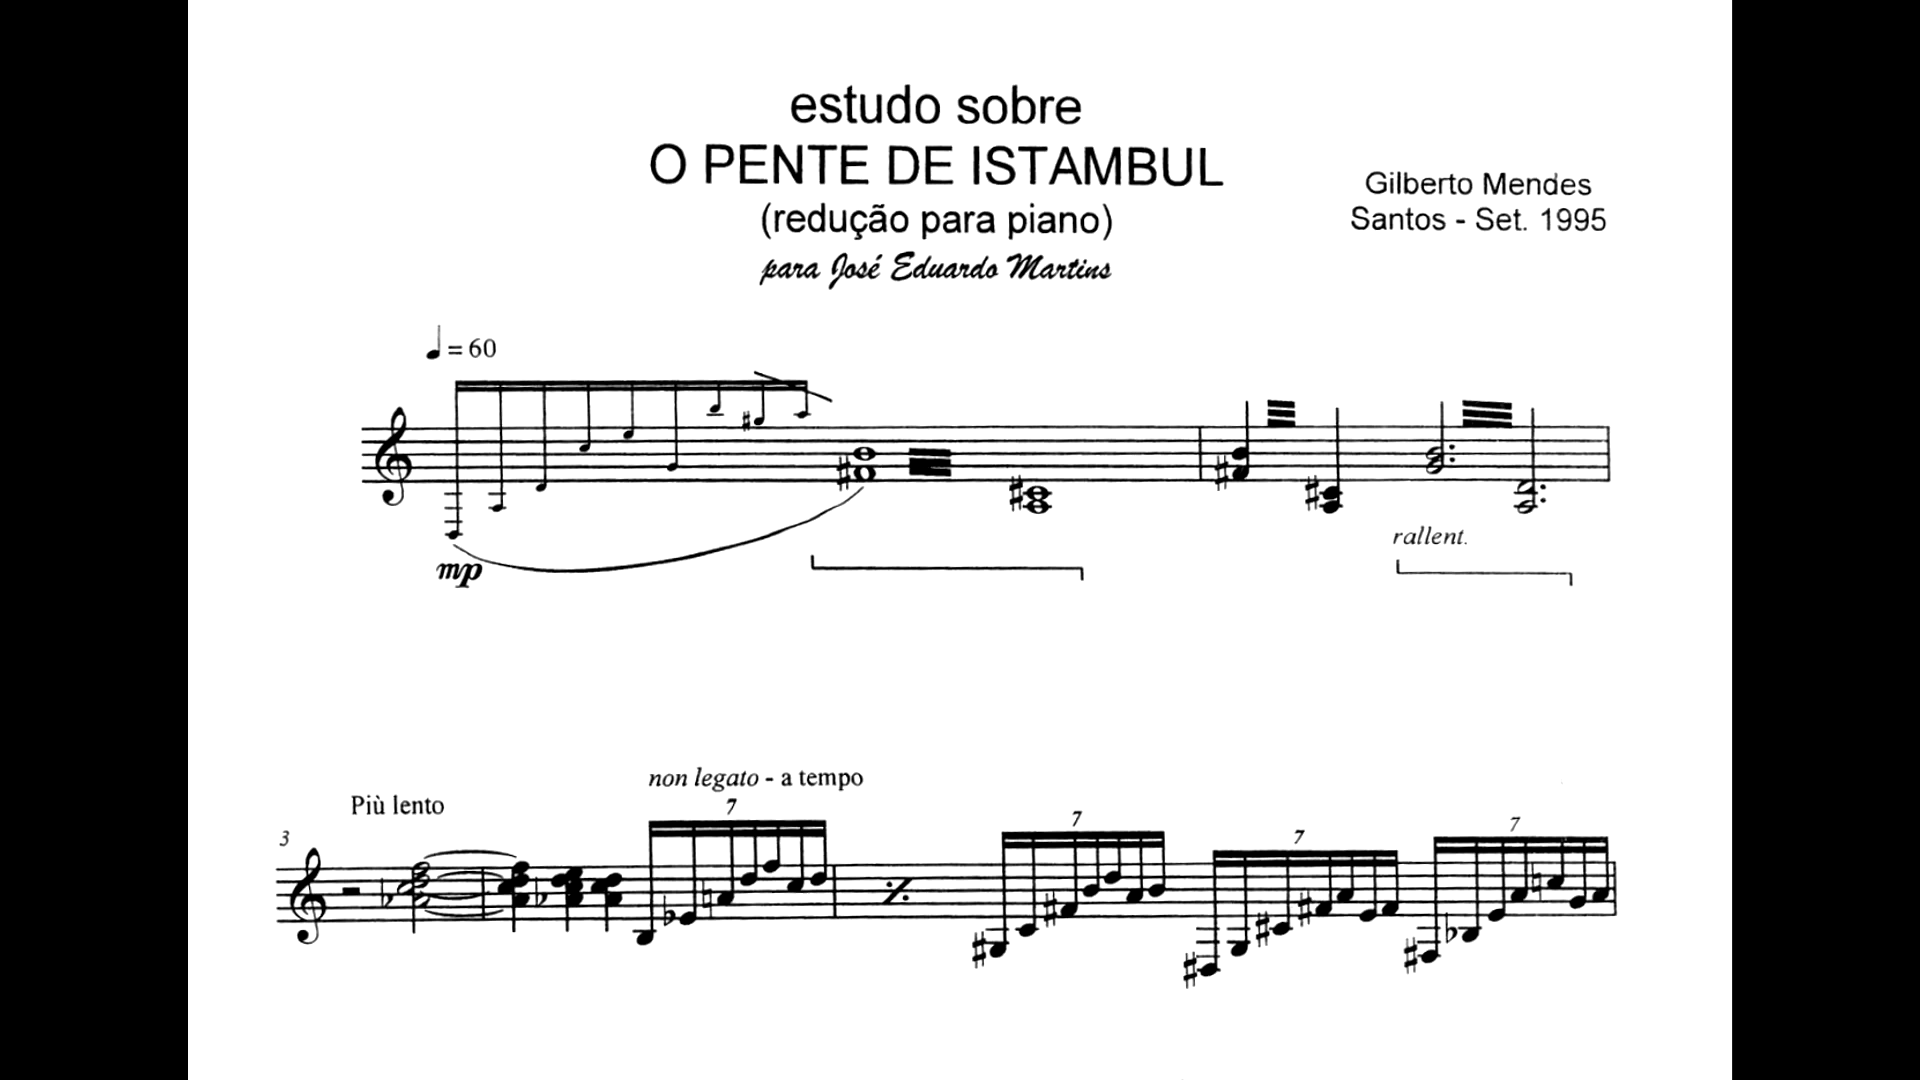 estudo sobre
O PENTE DE ISTAMBUL
(redução para piano)
para José Eduardo Martins
Gilberto Mendes
Santos - Set. 1995
= 60
mp
rallent.
Più lento
non legato - a tempo
3
7
7
7
7